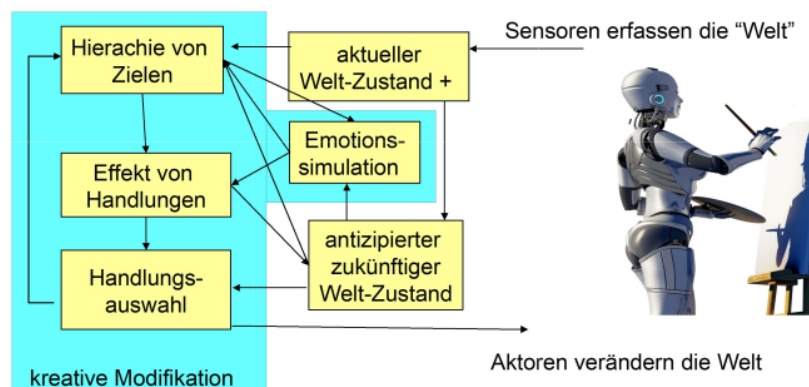 Sensoren erfassen die “Welt”
Hierachie von
Zielen
aktueller
Welt-Zustand +
Emotions-
simulation
Effekt von
Handlungen
antizipierter
zukünftiger
Welt-Zustand
Handlungs-
auswahl
Aktoren verändern die Welt
kreative Modifikation